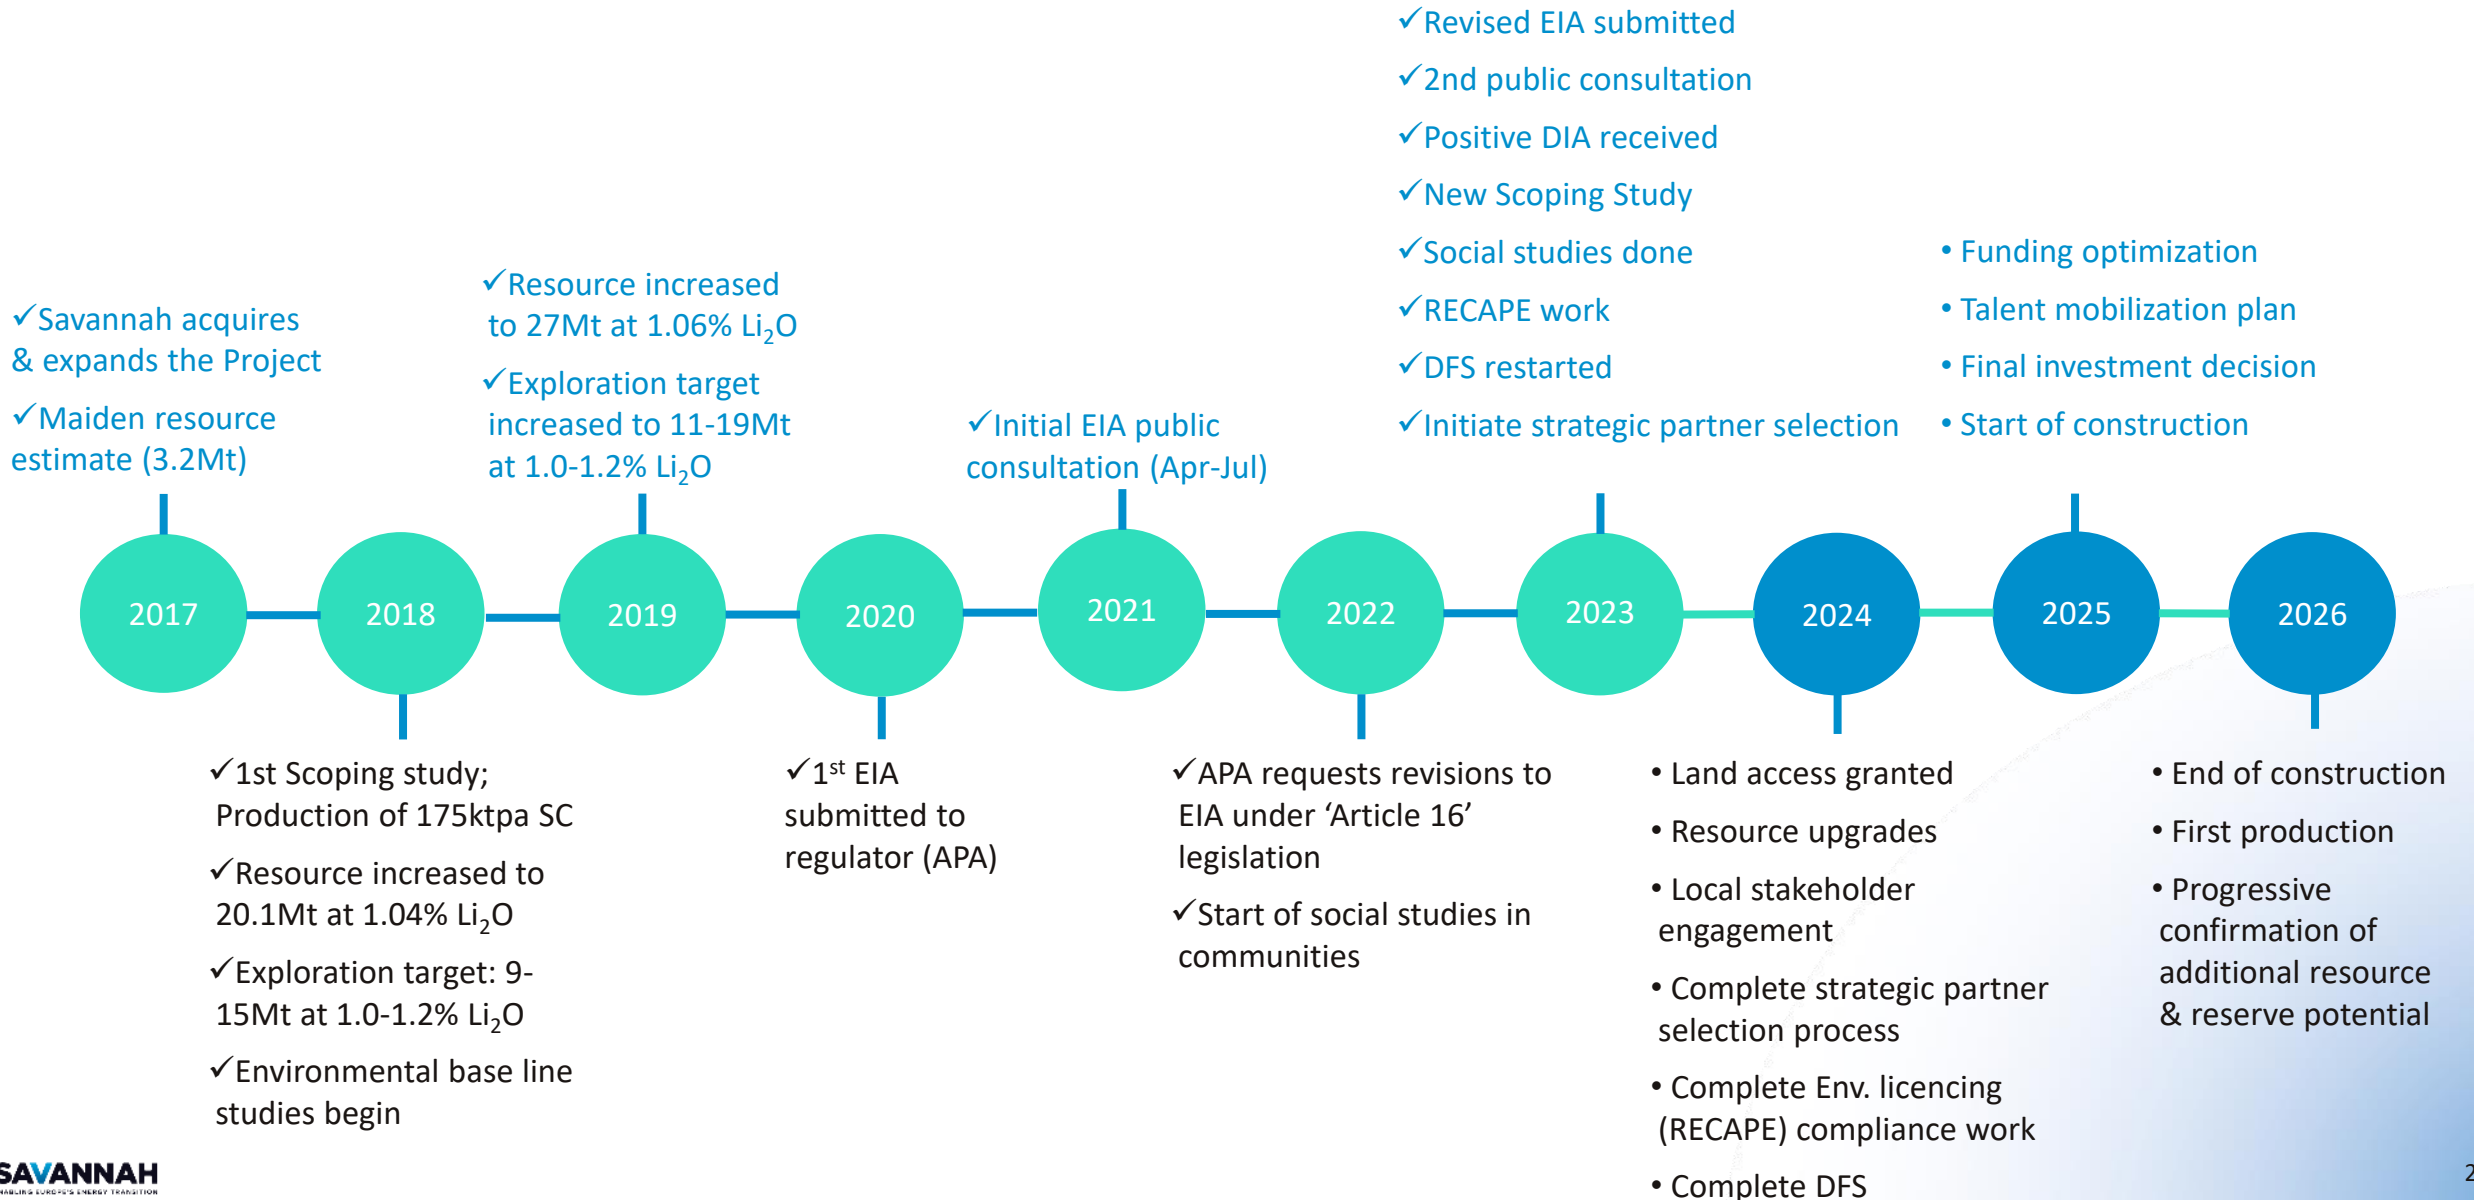 ✓Savannah acquires
& expands the Project
✓Maiden resource
estimate (3.2Mt)
✓Resource increased
to 27Mt at 1.06% Li₂O
✓Exploration target
increased to 11-19Mt
at 1.0-1.2% Li₂O
✓Initial EIA public
consultation (Apr-Jul)
✓Revised EIA submitted
✓2nd public consultation
✓Positive DIA received
✓New Scoping Study
✓Social studies done
✓RECAPE work
✓DFS restarted
✓Initiate strategic partner selection
• Funding optimization
• Talent mobilization plan
• Final investment decision
• Start of construction
2017
2018
2019
2020
2021
2022
2023
2024
2025
2026
✓1st Scoping study;
Production of 175ktpa SC
✓Resource increased to
20.1Mt at 1.04% Li₂O
✓Exploration target: 9-
15Mt at 1.0-1.2% Li₂O
✓Environmental base line
studies begin
✓1st EIA
submitted to
regulator (APA)
✓APA requests revisions to
EIA under ‘Article 16’
legislation
✓Start of social studies in
communities
• Land access granted
• Resource upgrades
• Local stakeholder
engagement
• Complete strategic partner
selection process
• Complete Env. licencing
(RECAPE) compliance work
• Complete DFS
• End of construction
• First production
• Progressive
confirmation of
additional resource
& reserve potential
SAVANNAH
ENABLING EUROPE'S ENERGY TRANSITION
2